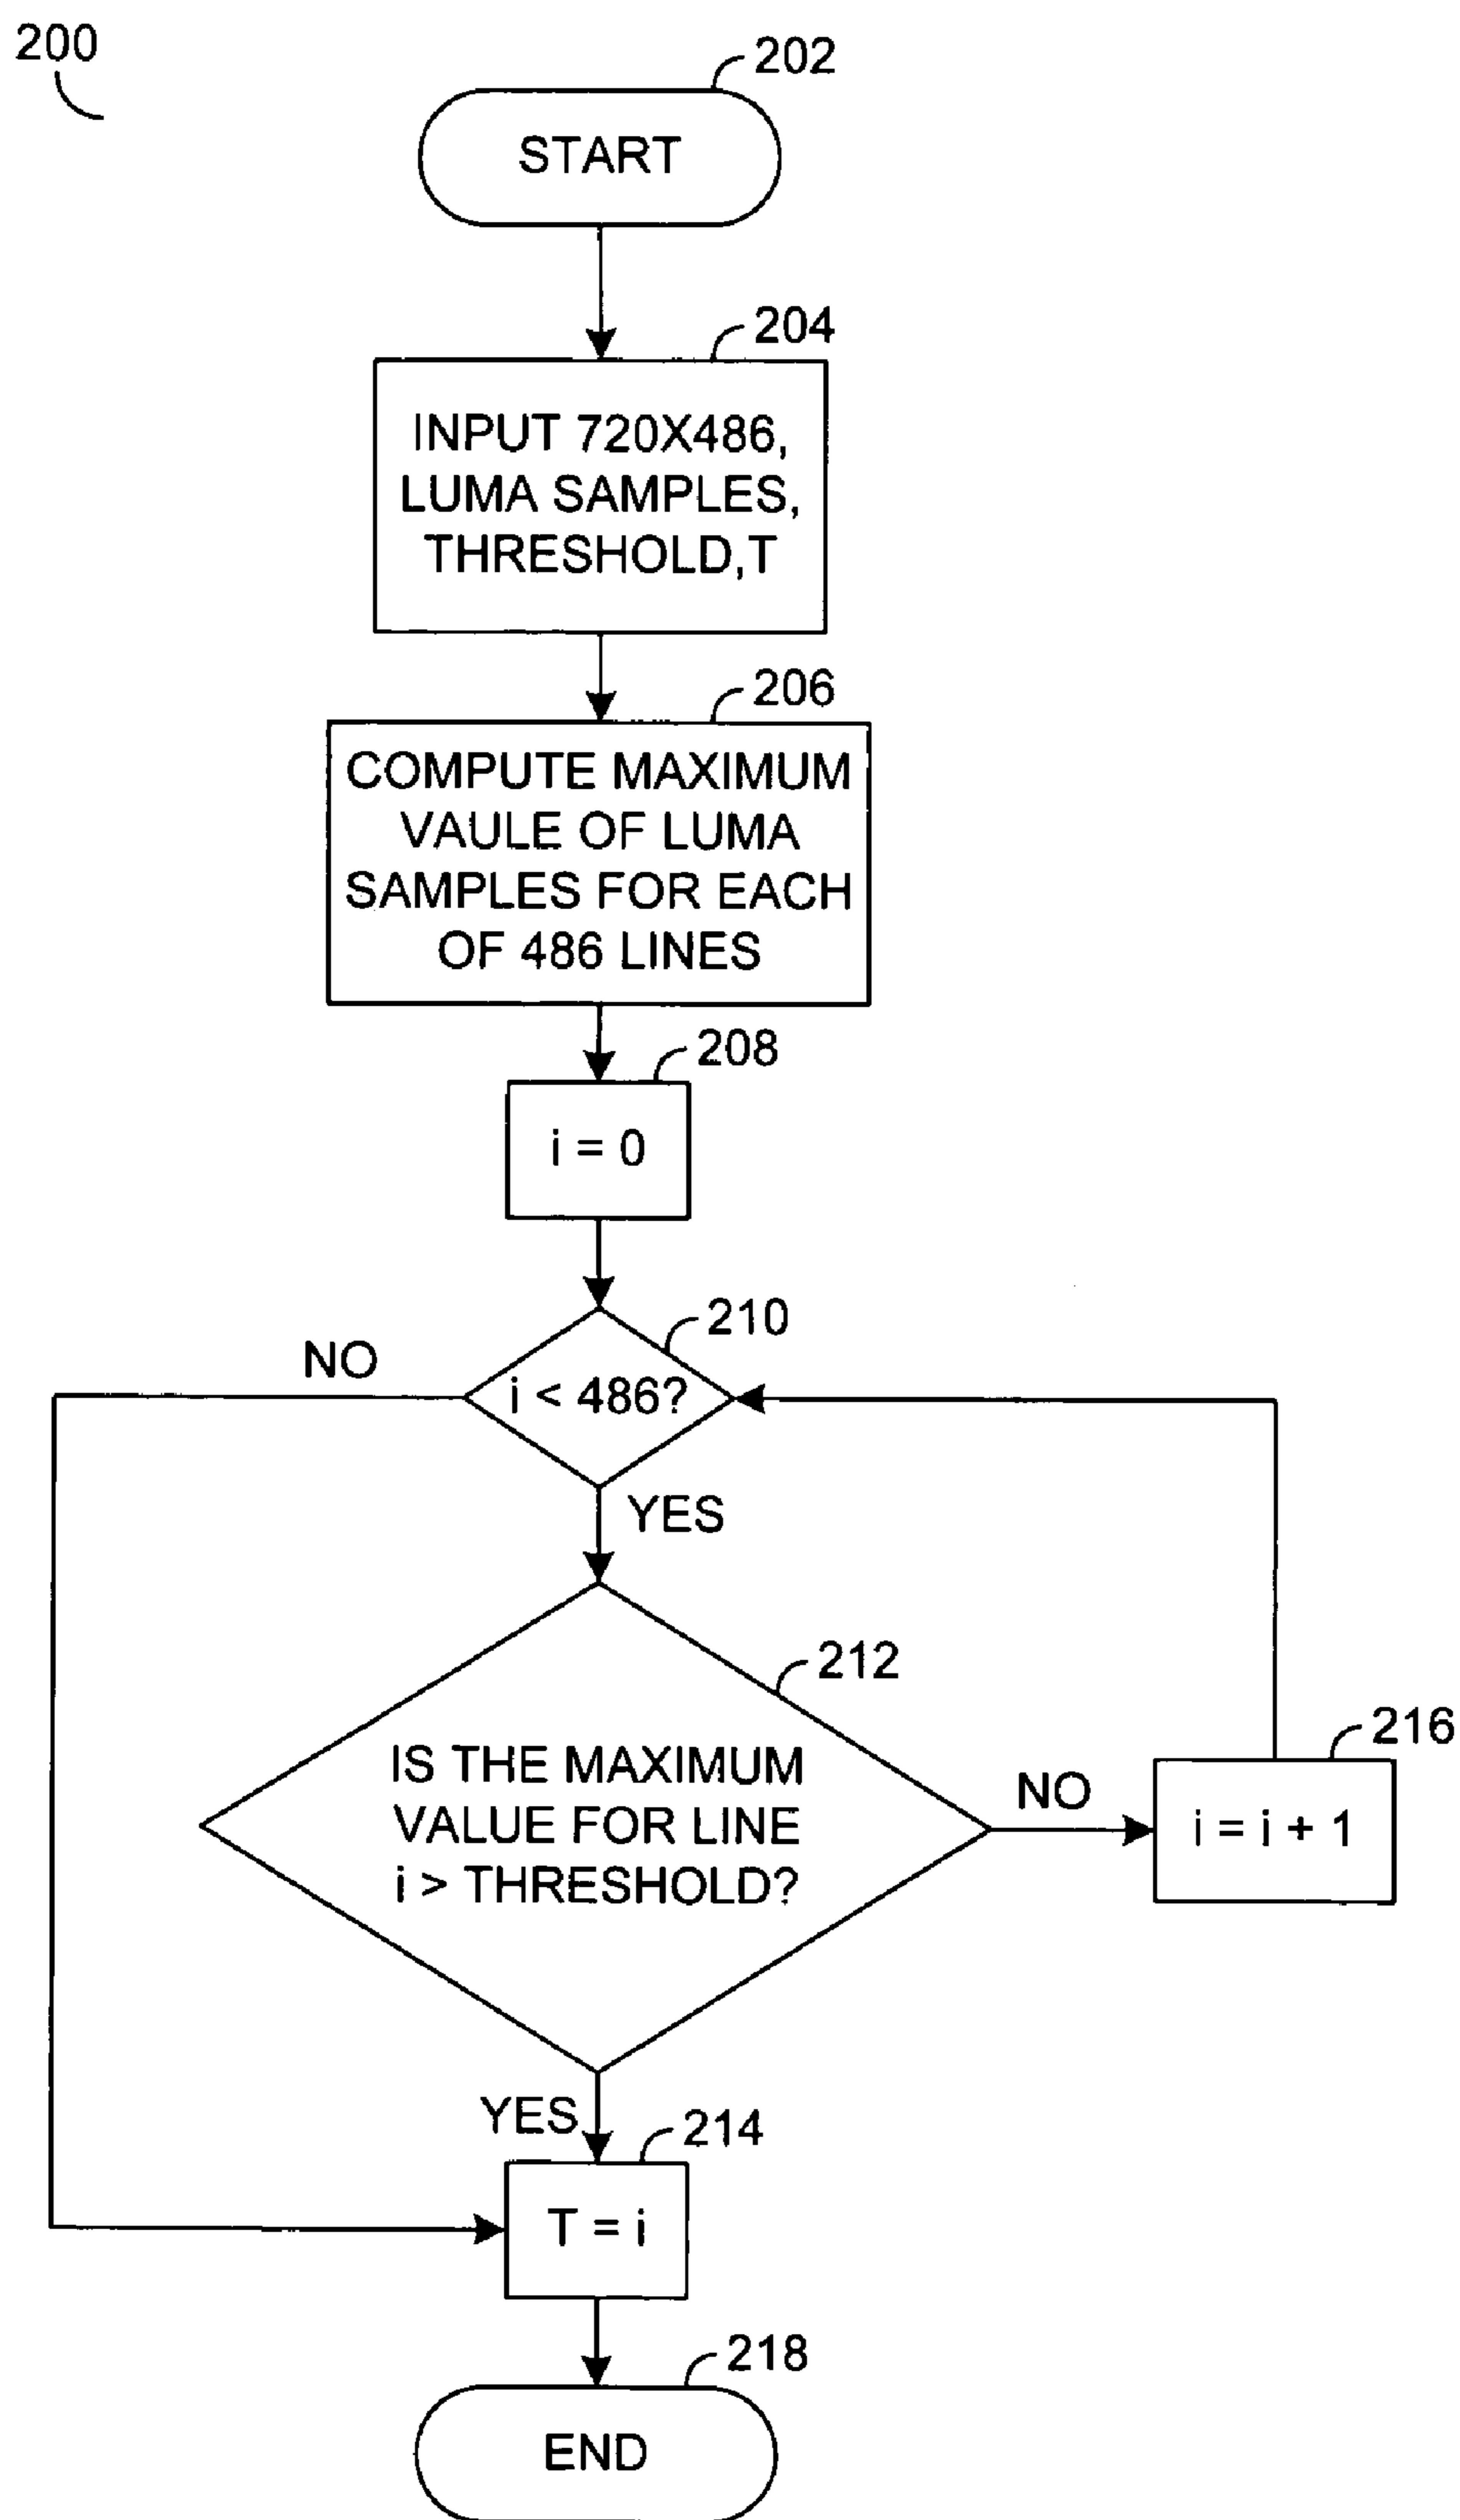 200
202
START
204
INPUT 720X486,
LUMA SAMPLES,
THRESHOLD,T
206
COMPUTE MAXIMUM
VAULE OF LUMA
SAMPLES FOR EACH
OF 486 LINES
208
i = 0
210
NO
i < 486?
YES
212
IS THE MAXIMUM
VALUE FOR LINE
i > THRESHOLD?
NO
216
i = i + 1
YES
214
T = i
218
END